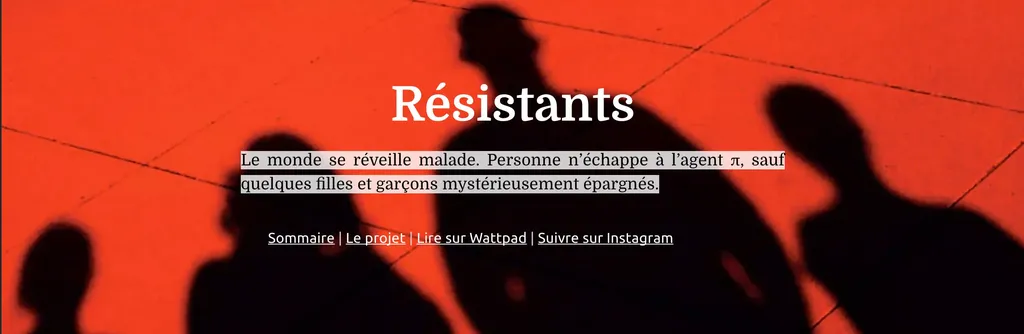 Résistants
Le monde se réveille malade. Personne n’échappe à l’agent π, sauf
quelques filles et garçons mystérieusement épargnés.
Sommaire | Le projet | Lire sur Wattpad | Suivre sur Instagram